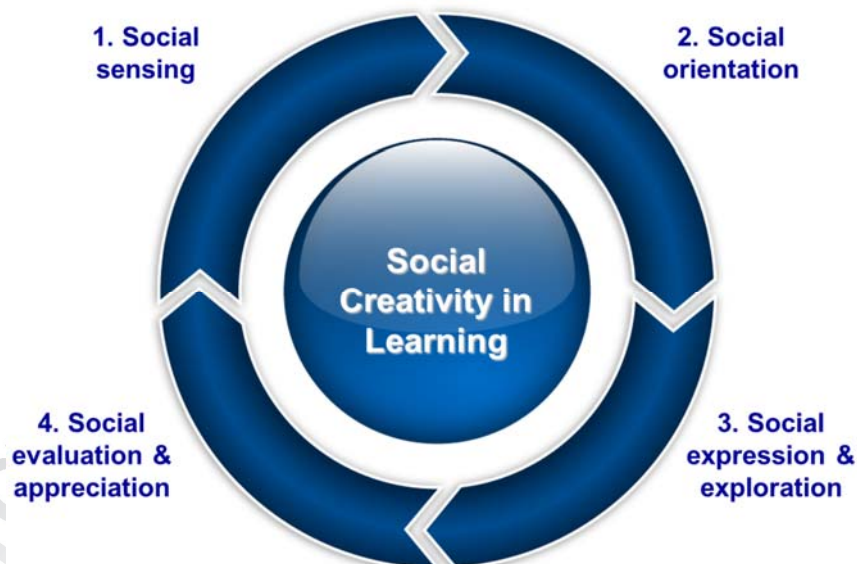 1. Social
sensing
2. Social
orientation
Social
Creativity in
Learning
3. Social
expression &
exploration
4. Social
evaluation &
appreciation